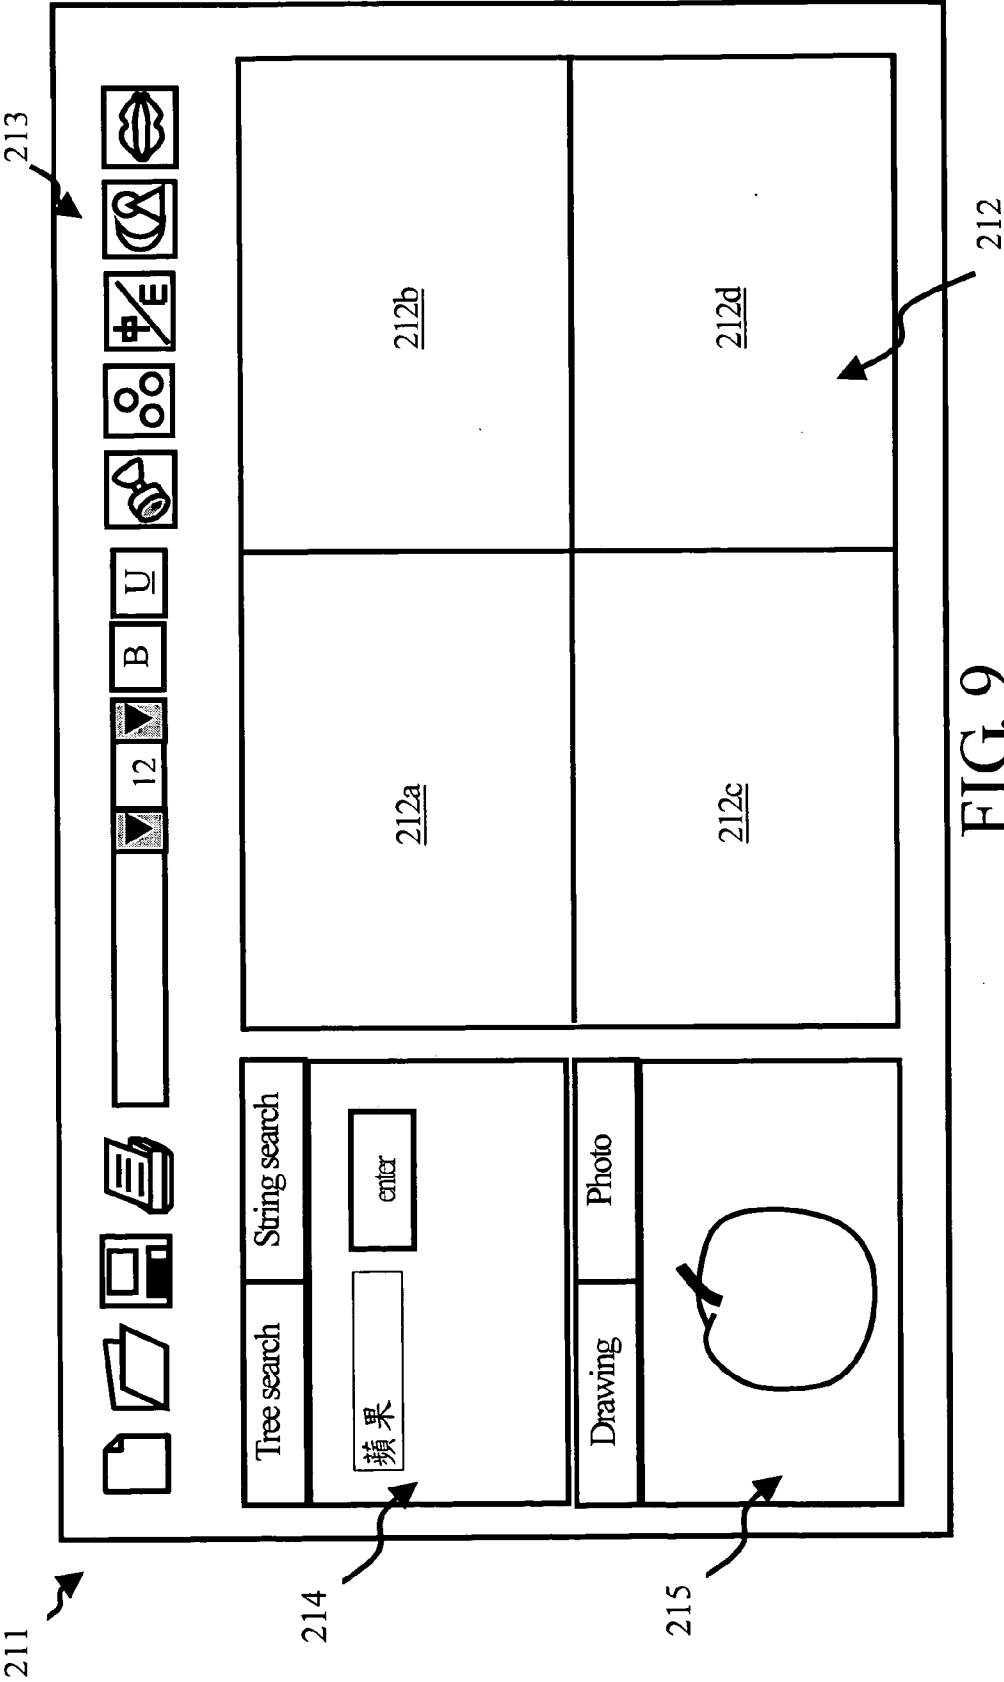 211
213
12 B U 中/E
Tree search String search
214
蘋果 enter
212a 212b
Drawing Photo
215
212c 212d
212
FIG. 9